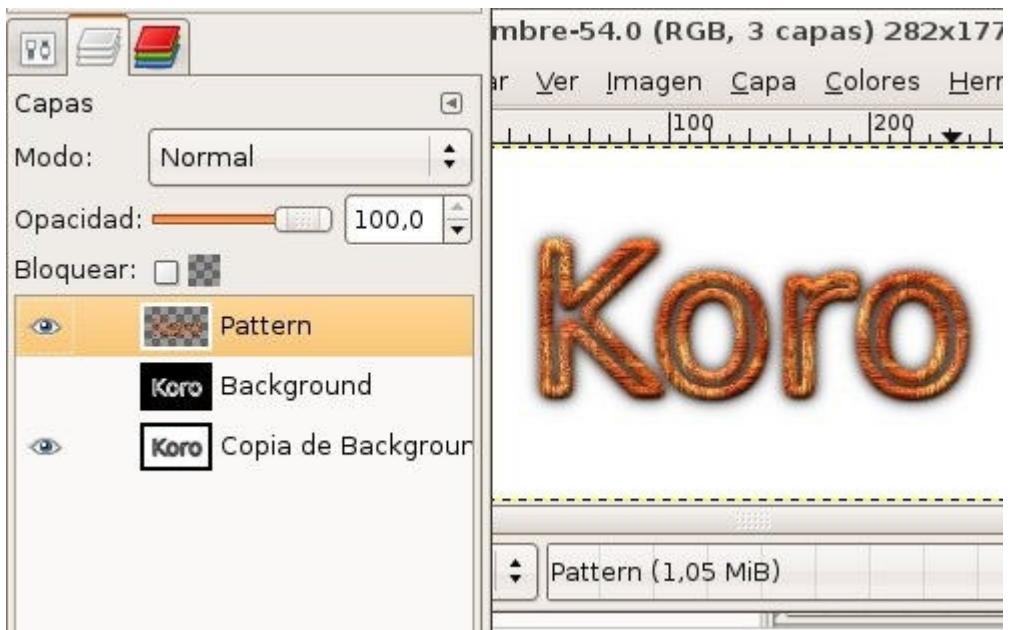 mbre-54.0 (RGB, 3 capas) 282x177
ar Ver Imagen Capa Colores Herr
100 200
Capas
Modo: Normal
Opacidad: 100,0
Bloquear:
Pattern
Koro Background
Koro Copia de Backgroun
Koro
Pattern (1,05 MiB)